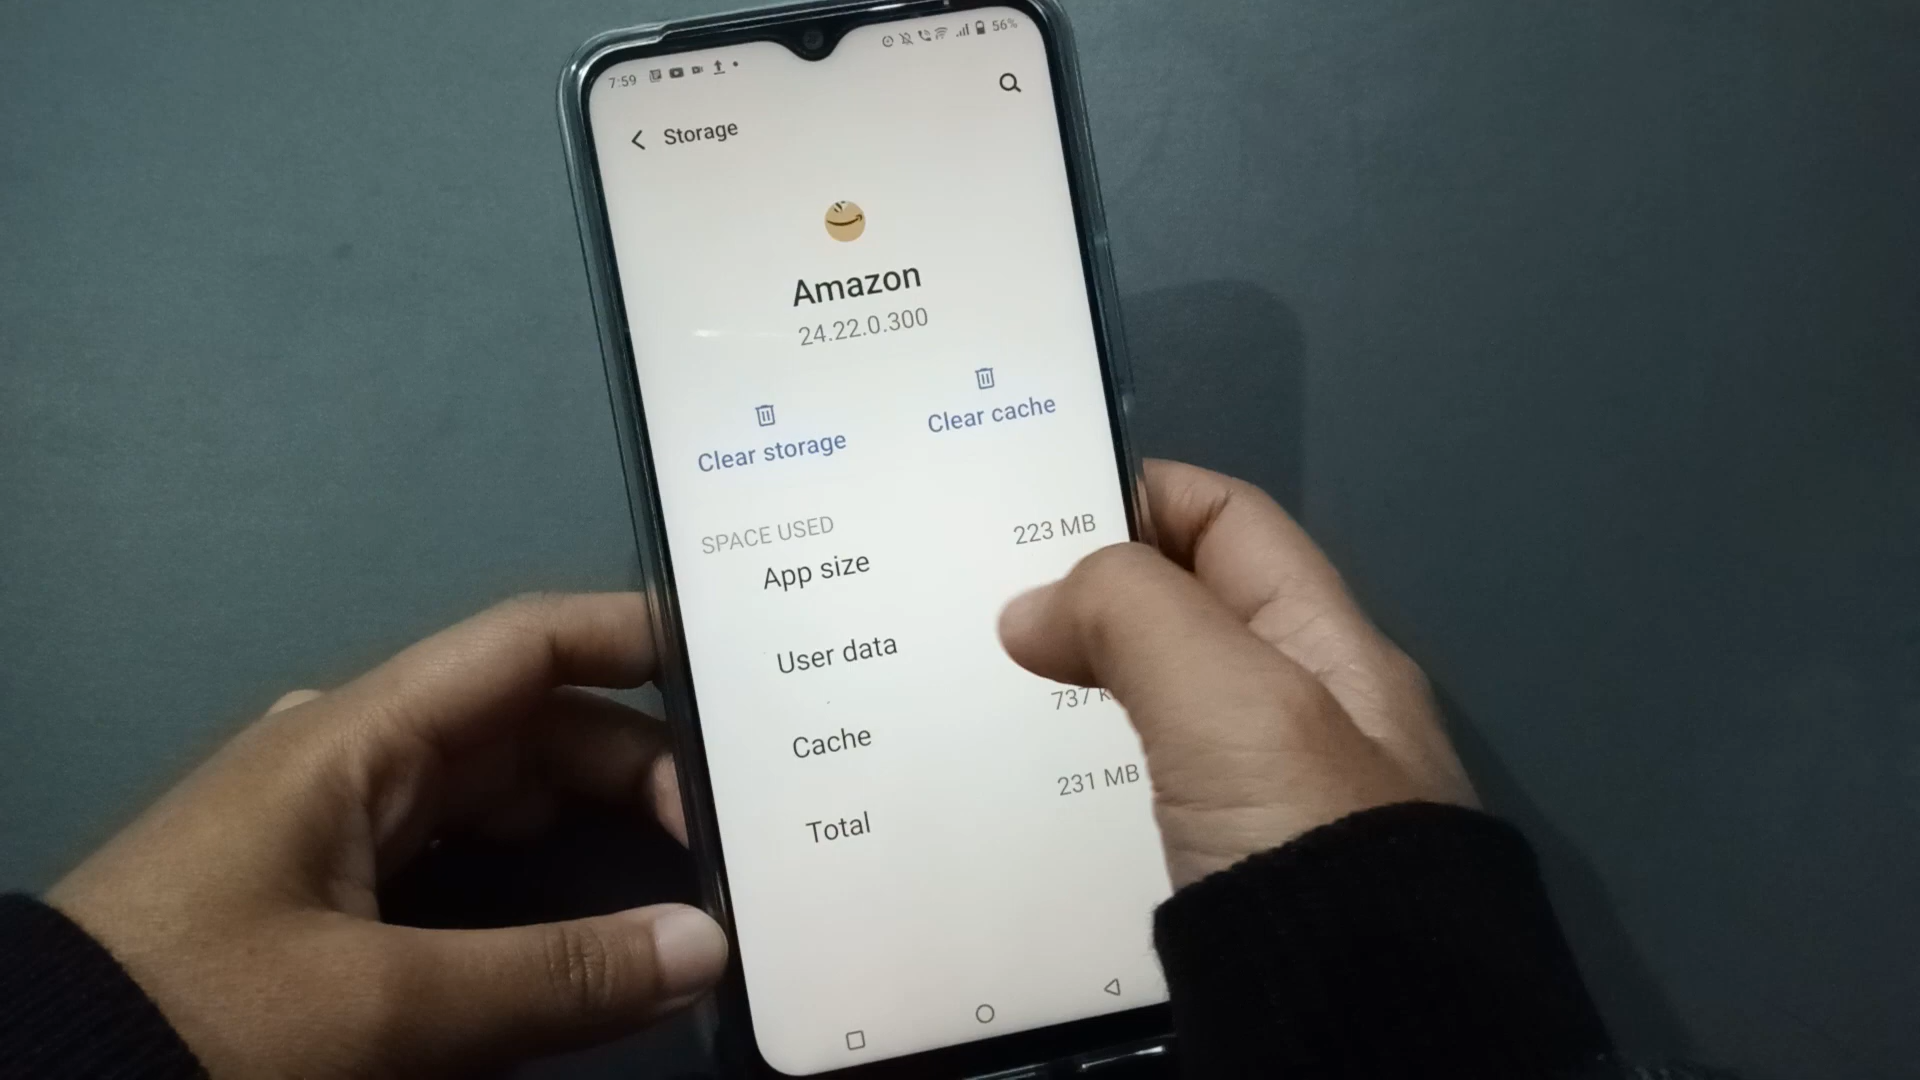 7:59
56%
Storage
Amazon
24.22.0.300
Clear storage
Clear cache
SPACE USED
App size
223 MB
User data
Cache
737
Total
231 MB